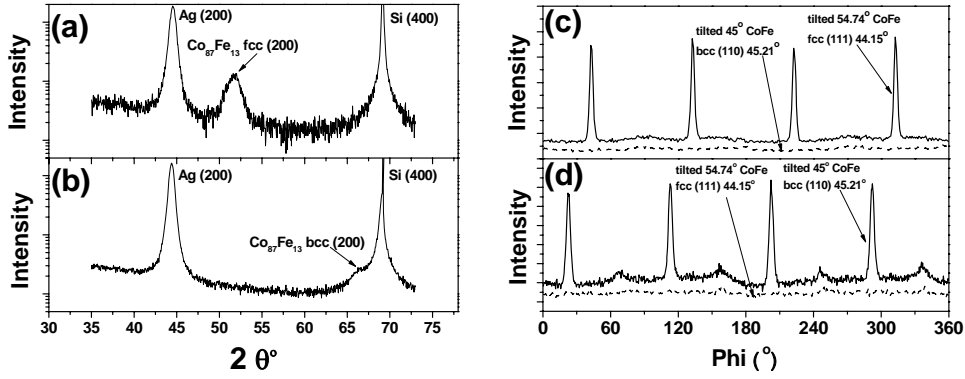 (a)
Ag (200)
Si (400)
Co87Fe13 fcc (200)
Intensity
(b)
Ag (200)
Si (400)
Co87Fe13 bcc (200)
Intensity
30 35 40 45 50 55 60 65 70 75
2 θ°
(c)
tilted 45° CoFe
bcc (110) 45.21°
tilted 54.74° CoFe
fcc (111) 44.15°
Intensity
(d)
tilted 54.74° CoFe
fcc (111) 44.15°
tilted 45° CoFe
bcc (110) 45.21°
Intensity
0 60 120 180 240 300 360
Phi (°)